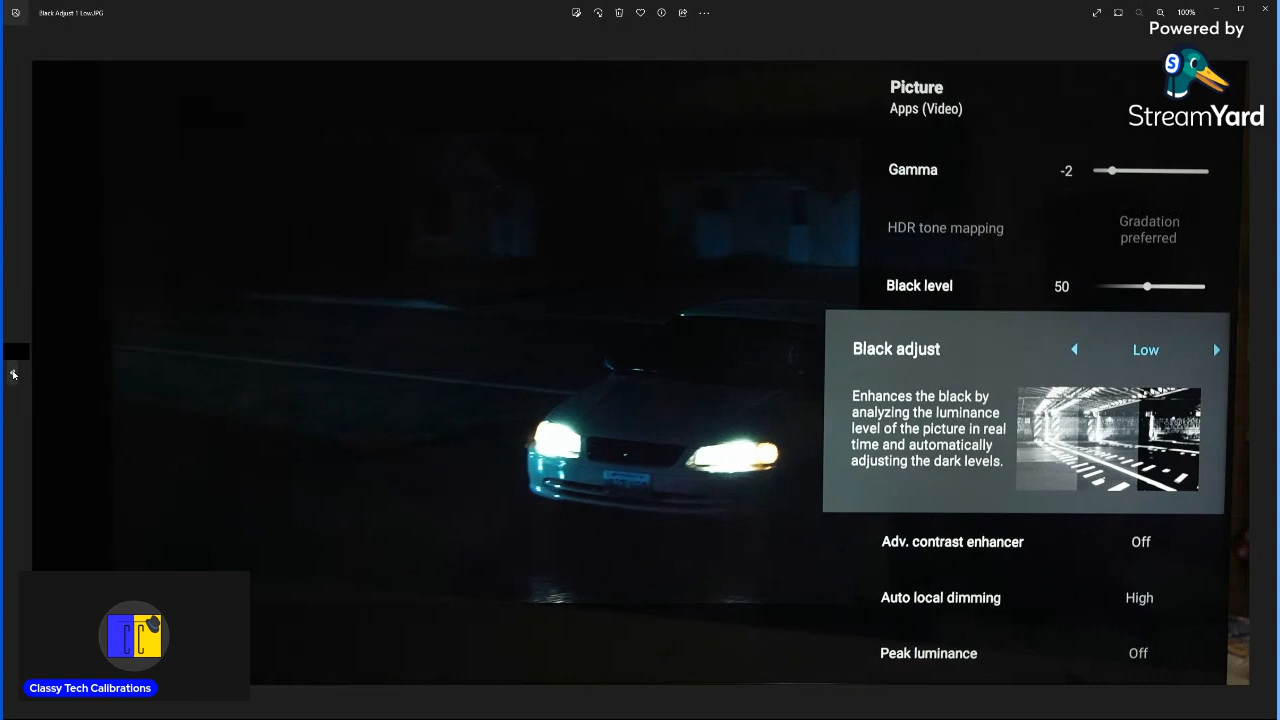 Black Adjust 1 Low.JPG
100%
Powered by
StreamYard
Picture
Apps (Video)
Gamma -2
HDR tone mapping Gradation
preferred
Black level 50
Black adjust Low
Enhances the black by
analyzing the luminance
level of the picture in real
time and automatically
adjusting the dark levels.
Adv. contrast enhancer Off
Auto local dimming High
Peak luminance Off
Classy Tech Calibrations